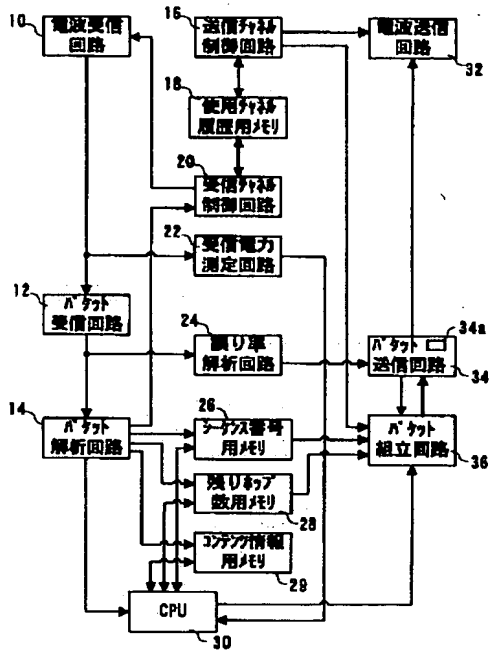 10
電波受信
回路
16
送信チャネル
制御回路
電波送信
回路
32
18
使用チャネル
履歴用メモリ
20
受信チャネル
制御回路
22
受信電力
測定回路
12
パケット
受信回路
24
誤り率
解析回路
パケット
34a
送信回路
34
14
パケット
解析回路
26
シーケンス番号
用メモリ
パケット
組立回路
36
残りホップ
数用メモリ
28
コンテンツ情報
用メモリ
29
CPU
30